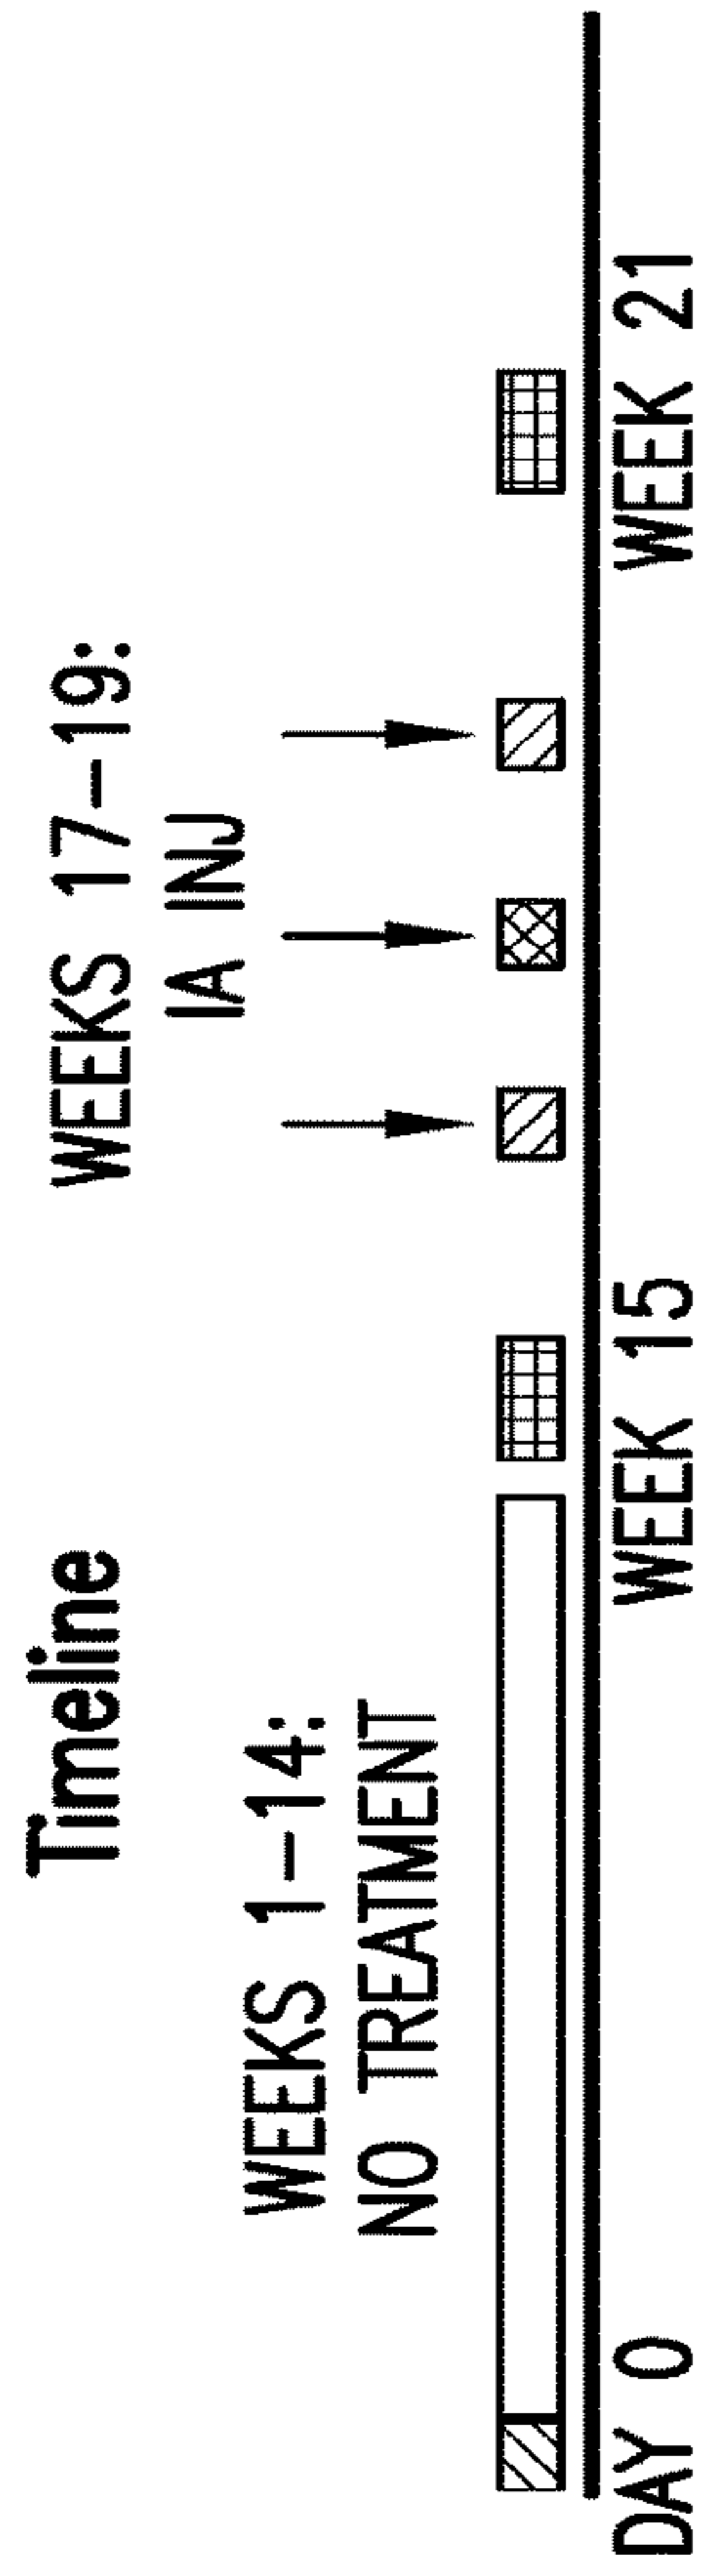 Timeline
WEEKS 1-14:
NO TREATMENT
WEEKS 17-19:
IA INJ
DAY 0
WEEK 15
WEEK 21